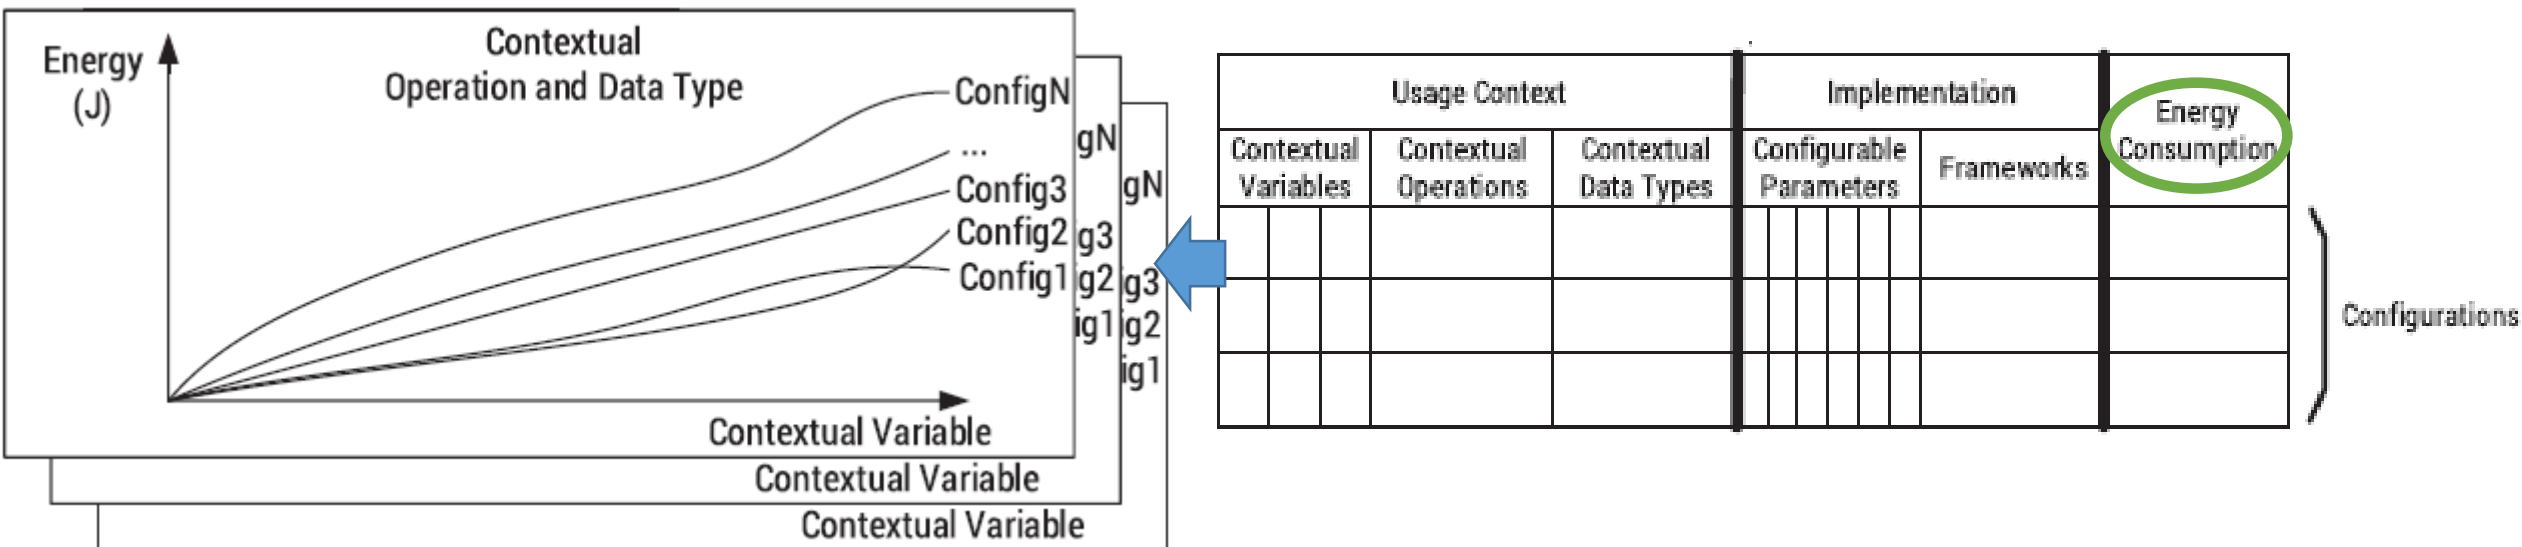 Energy
(J)
Contextual
Operation and Data Type
ConfigN
...
Config3
Config2
Config1
Contextual Variable
gN
g3
ig2
ig1
Contextual Variable
gN
g3
ig2
ig1
Contextual Variable
Usage Context
Implementation
Energy
Consumption
Contextual
Variables
Contextual
Operations
Contextual
Data Types
Configurable
Parameters
Frameworks
Configurations